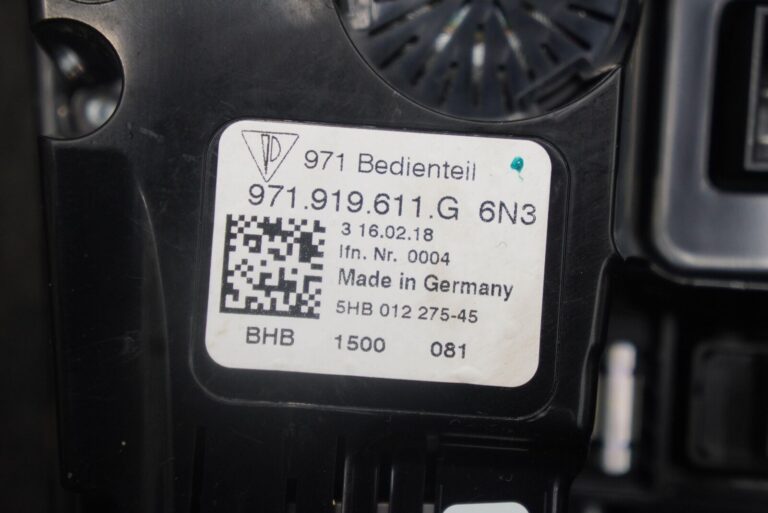 971 Bedienteil
971.919.611.G 6N3
3 16.02.18
lfn. Nr. 0004
Made in Germany
5HB 012 275-45
BHB 1500 081